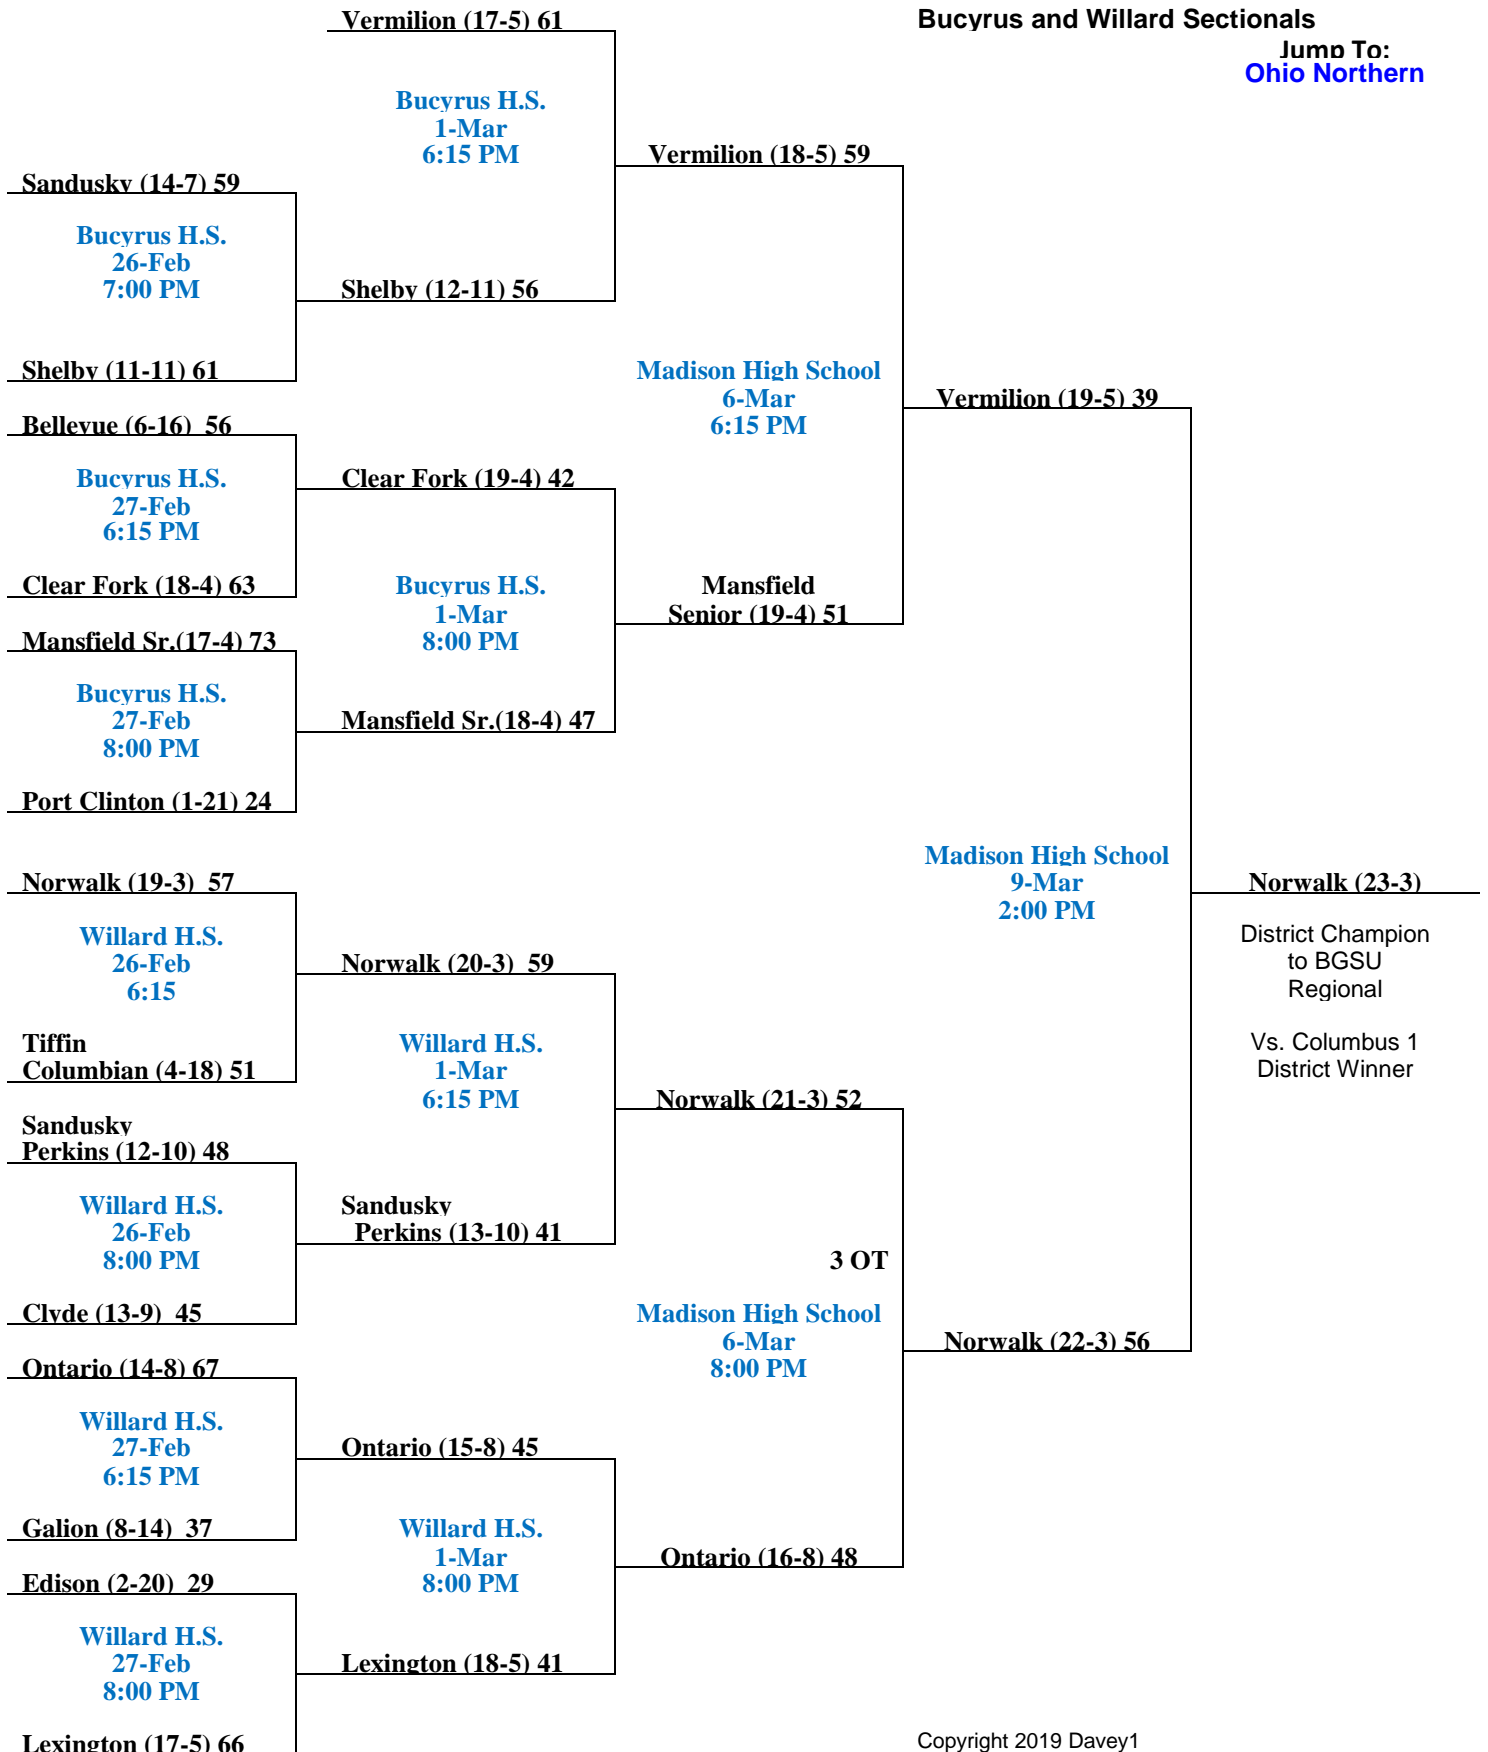 Bucyrus and Willard Sectionals
Jump To:
Ohio Northern
Vermilion (17-5) 61
Bucyrus H.S.
1-Mar
6:15 PM
Vermilion (18-5) 59
Sandusky (14-7) 59
Bucyrus H.S.
26-Feb
7:00 PM
Shelby (12-11) 56
Shelby (11-11) 61
Madison High School
6-Mar
6:15 PM
Vermilion (19-5) 39
Bellevue (6-16) 56
Bucyrus H.S.
27-Feb
6:15 PM
Clear Fork (19-4) 42
Clear Fork (18-4) 63
Bucyrus H.S.
1-Mar
8:00 PM
Mansfield
Senior (19-4) 51
Mansfield Sr.(17-4) 73
Bucyrus H.S.
27-Feb
8:00 PM
Mansfield Sr.(18-4) 47
Port Clinton (1-21) 24
Madison High School
9-Mar
2:00 PM
Norwalk (23-3)
District Champion
to BGSU
Regional
Vs. Columbus 1
District Winner
Norwalk (19-3) 57
Willard H.S.
26-Feb
6:15
Norwalk (20-3) 59
Tiffin
Columbian (4-18) 51
Willard H.S.
1-Mar
6:15 PM
Norwalk (21-3) 52
Sandusky
Perkins (12-10) 48
Willard H.S.
26-Feb
8:00 PM
Sandusky
Perkins (13-10) 41
3 OT
Clyde (13-9) 45
Madison High School
6-Mar
8:00 PM
Norwalk (22-3) 56
Ontario (14-8) 67
Willard H.S.
27-Feb
6:15 PM
Ontario (15-8) 45
Galion (8-14) 37
Willard H.S.
1-Mar
8:00 PM
Ontario (16-8) 48
Edison (2-20) 29
Willard H.S.
27-Feb
8:00 PM
Lexington (18-5) 41
Lexington (17-5) 66
Copyright 2019 Davey1